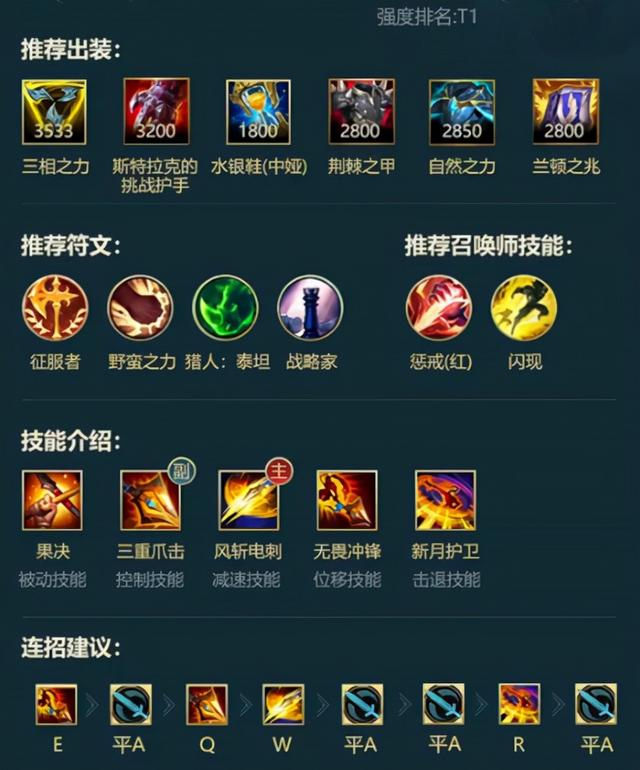 强度排名:T1
推荐出装：
3533 3200 1800 2800 2850 2800
三相之力 斯特拉克的挑战护手 水银鞋(中娅) 荆棘之甲 自然之力 兰顿之兆
推荐符文： 推荐召唤师技能：
征服者 野蛮之力 猎人：泰坦 战略家 惩戒(红) 闪现
技能介绍：
副 主
果决 三重爪击 风斩电刺 无畏冲锋 新月护卫
被动技能 控制技能 减速技能 位移技能 击退技能
连招建议：
E 平A Q W 平A 平A R 平A